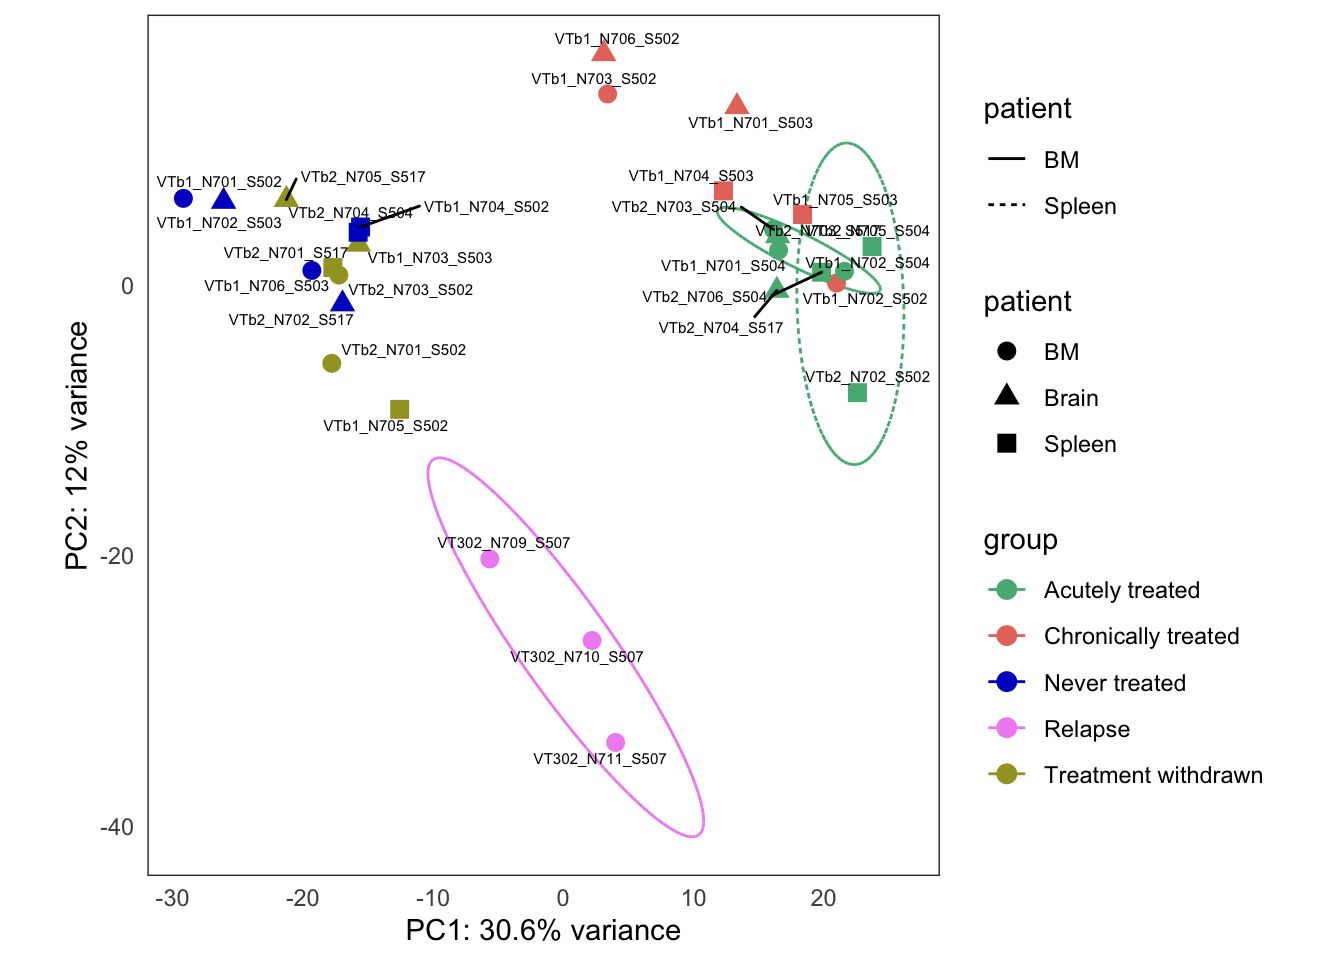 VTb1_N706_S502
VTb1_N703_S502
VTb1_N701_S503
VTb1_N704_S503
VTb2_N703_S504
VTb1_N705_S503
VTb2_N705_S504
VTb1_N701_S504
VTb1_N702_S504
VTb2_N706_S504
VTb1_N702_S502
VTb2_N704_S517
VTb2_N702_S502
VTb1_N701_S502
VTb2_N705_S517
VTb1_N702_S503
VTb2_N704_S504
VTb1_N704_S502
VTb2_N701_S517
VTb1_N703_S503
VTb1_N706_S503
VTb2_N703_S502
VTb2_N702_S517
VTb2_N701_S502
VTb1_N705_S502
VT302_N709_S507
VT302_N710_S507
VT302_N711_S507
0
-20
-40
-30
-20
-10
0
10
20
PC1: 30.6% variance
PC2: 12% variance
patient
BM
Spleen
patient
BM
Brain
Spleen
group
Acutely treated
Chronically treated
Never treated
Relapse
Treatment withdrawn